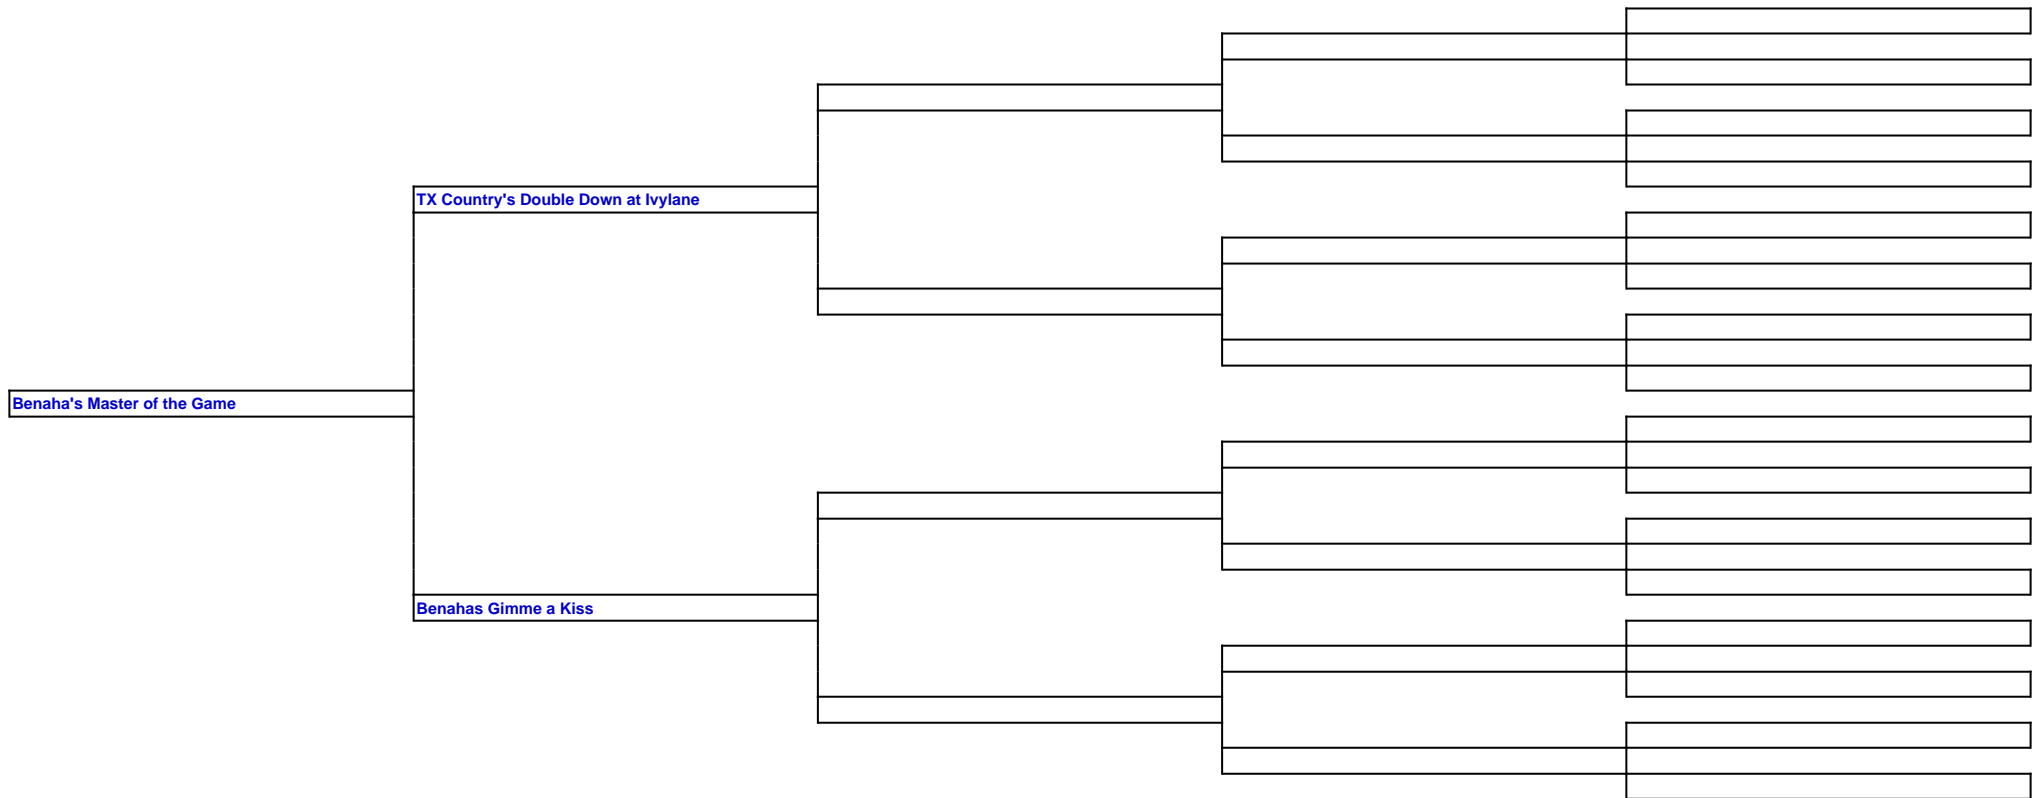 TX Country's Double Down at Ivylane
Benaha's Master of the Game
Benahas Gimme a Kiss